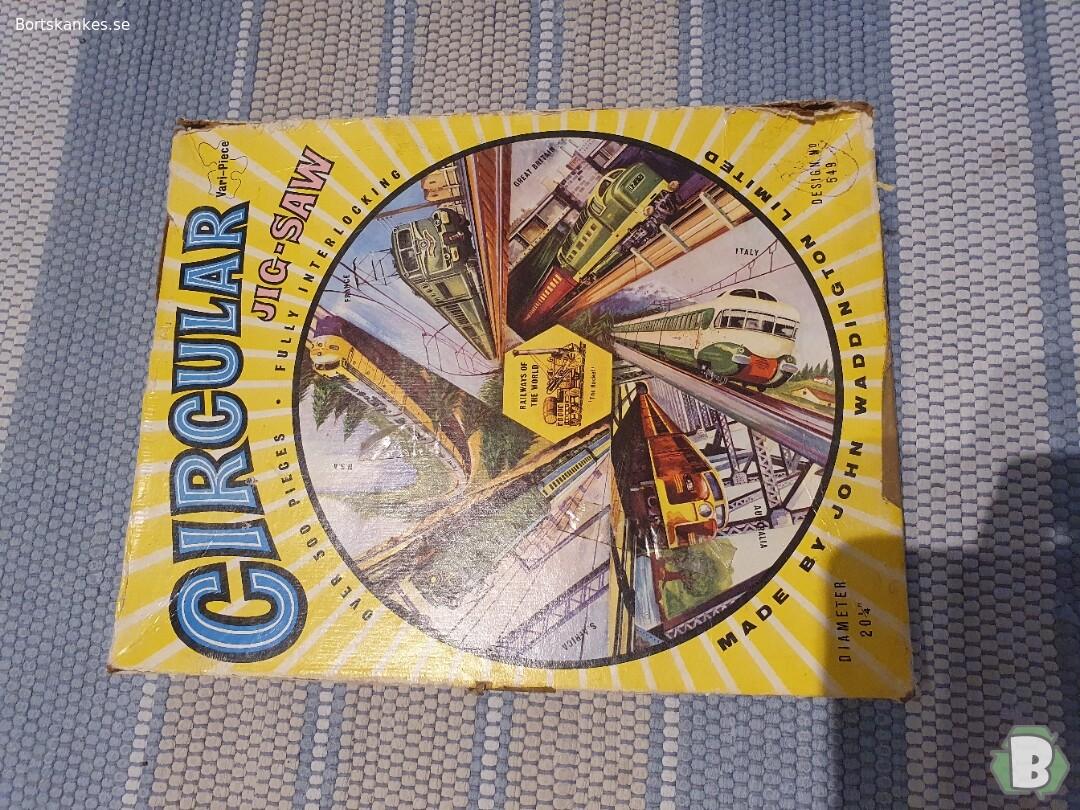 Bortskankes.se
Vari-Piece
CIRCULAR
JIG-SAW
OVER 500 PIECES • FULLY INTERLOCKING
DESIGN NO
549
GREAT BRITAIN
FRANCE
ITALY
RAILWAYS OF
THE WORLD
'The Rocket'
U.S.A
AUSTRALIA
S. AFRICA
MADE BY JOHN WADDINGTON LIMITED
DIAMETER
20¼"
B